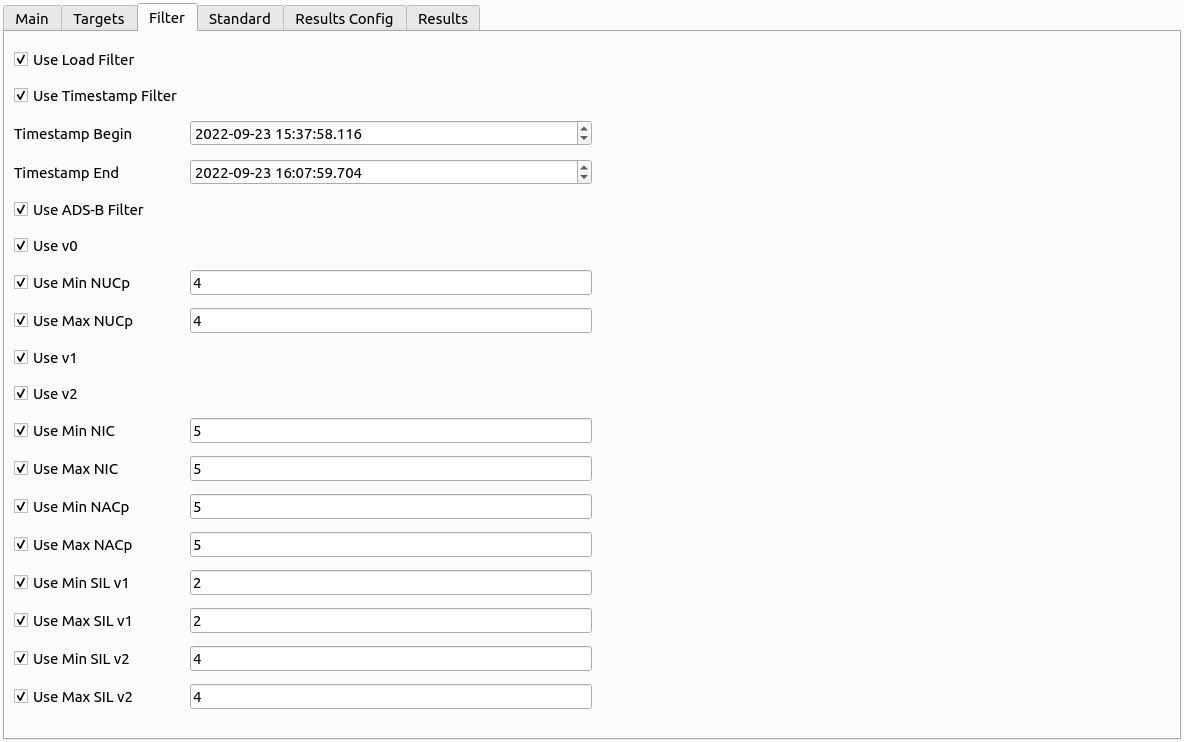 Main Targets Filter Standard Results Config Results
Use Load Filter
Use Timestamp Filter
Timestamp Begin 2022-09-23 15:37:58.116
Timestamp End 2022-09-23 16:07:59.704
Use ADS-B Filter
Use v0
Use Min NUCp 4
Use Max NUCp 4
Use v1
Use v2
Use Min NIC 5
Use Max NIC 5
Use Min NACp 5
Use Max NACp 5
Use Min SIL v1 2
Use Max SIL v1 2
Use Min SIL v2 4
Use Max SIL v2 4